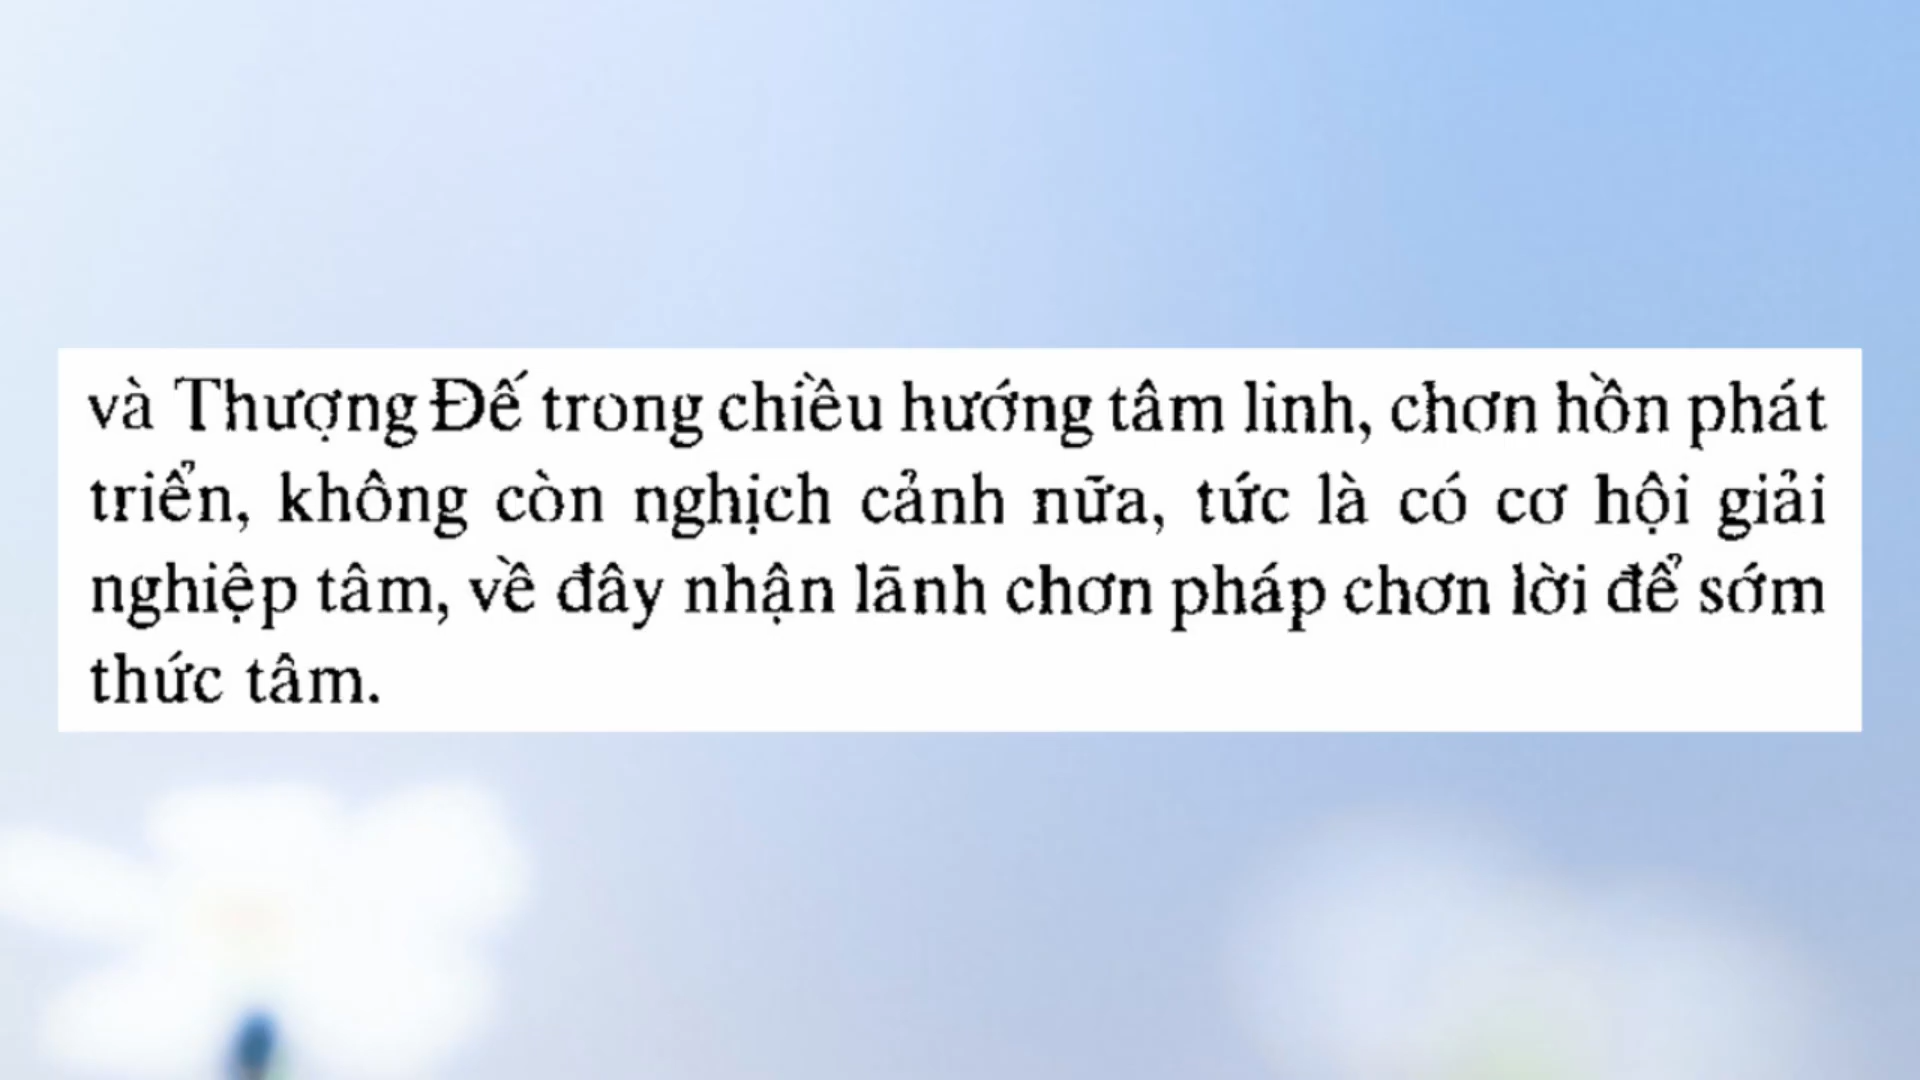 và Thượng Đế trong chiều hướng tâm linh, chơn hồn phát
triển, không còn nghịch cảnh nữa, tức là có cơ hội giải
nghiệp tâm, về đây nhận lãnh chơn pháp chơn lời để sớm
thức tâm.